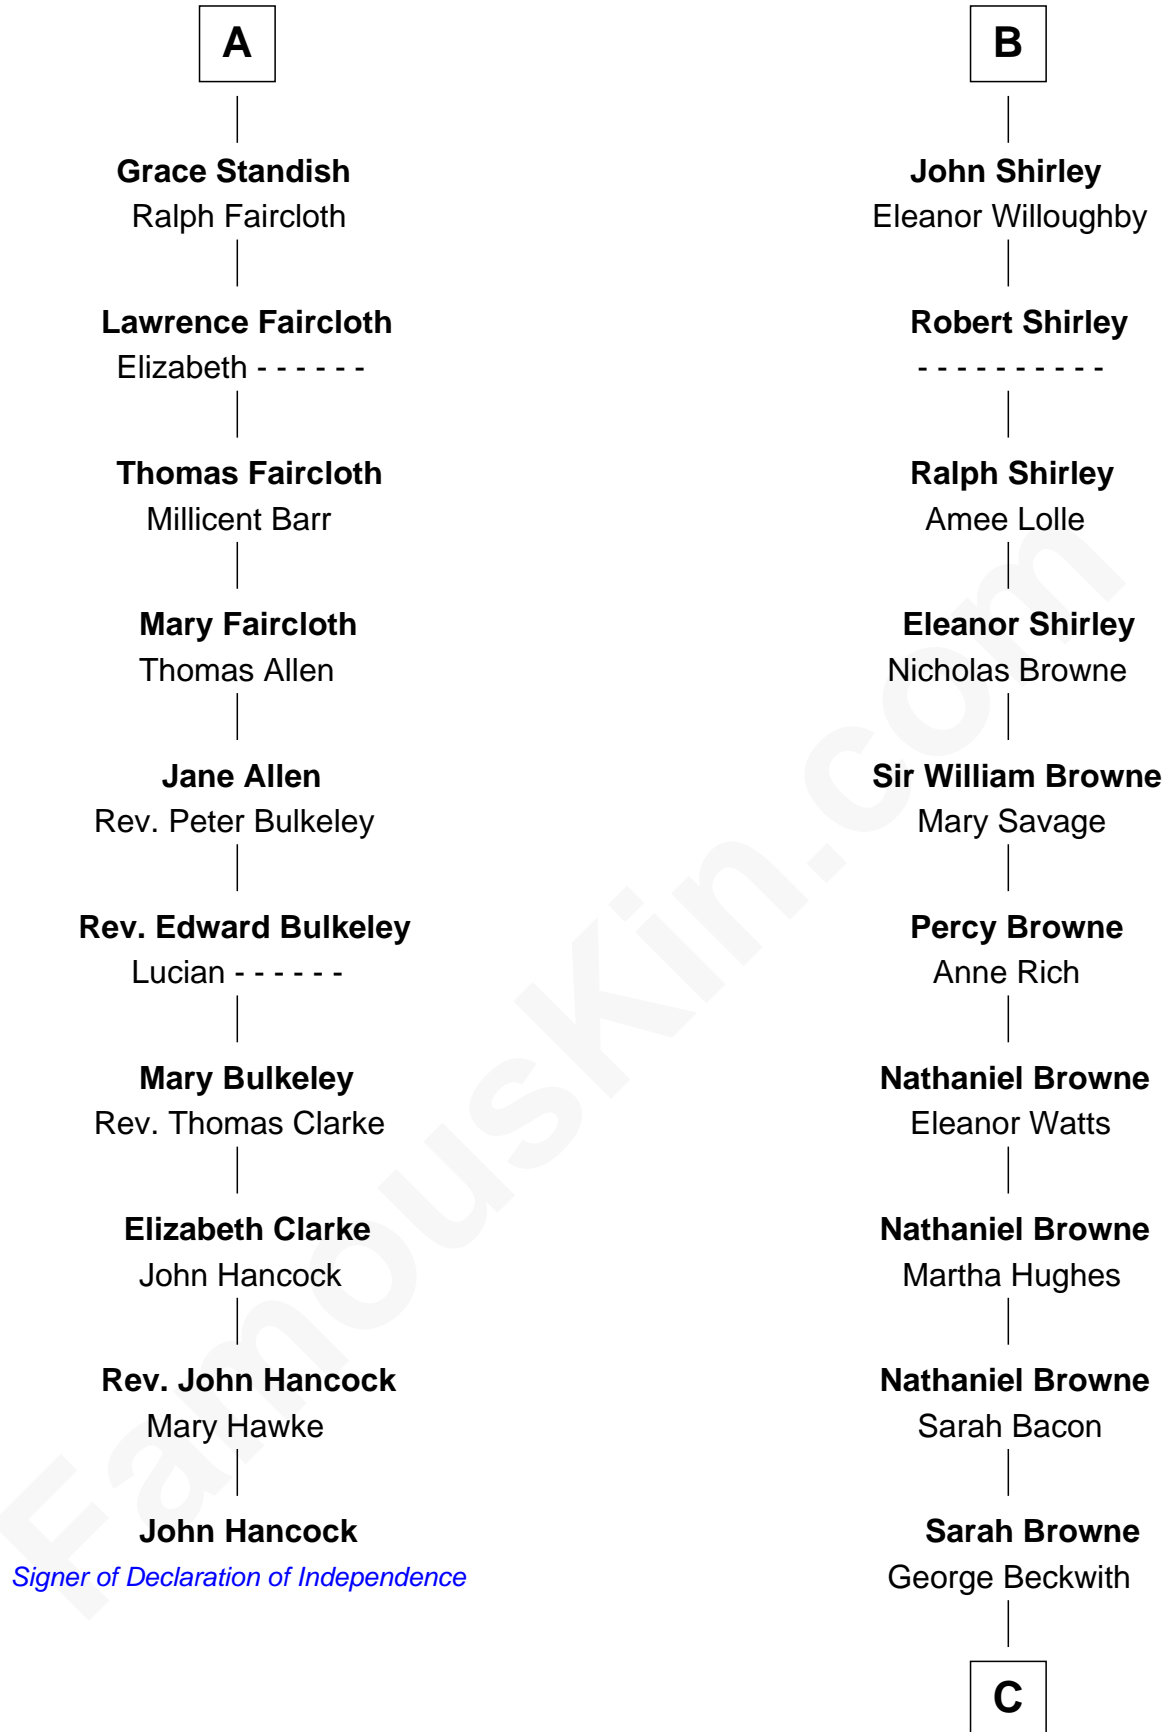 A
Grace Standish
Ralph Faircloth
Lawrence Faircloth
Elizabeth - - - - - -
Thomas Faircloth
Millicent Barr
Mary Faircloth
Thomas Allen
Jane Allen
Rev. Peter Bulkeley
Rev. Edward Bulkeley
Lucian - - - - - -
Mary Bulkeley
Rev. Thomas Clarke
Elizabeth Clarke
John Hancock
Rev. John Hancock
Mary Hawke
John Hancock
Signer of Declaration of Independence
B
John Shirley
Eleanor Willoughby
Robert Shirley
- - - - - - - - - -
Ralph Shirley
Amee Lolle
Eleanor Shirley
Nicholas Browne
Sir William Browne
Mary Savage
Percy Browne
Anne Rich
Nathaniel Browne
Eleanor Watts
Nathaniel Browne
Martha Hughes
Nathaniel Browne
Sarah Bacon
Sarah Browne
George Beckwith
C
FamousKin.com